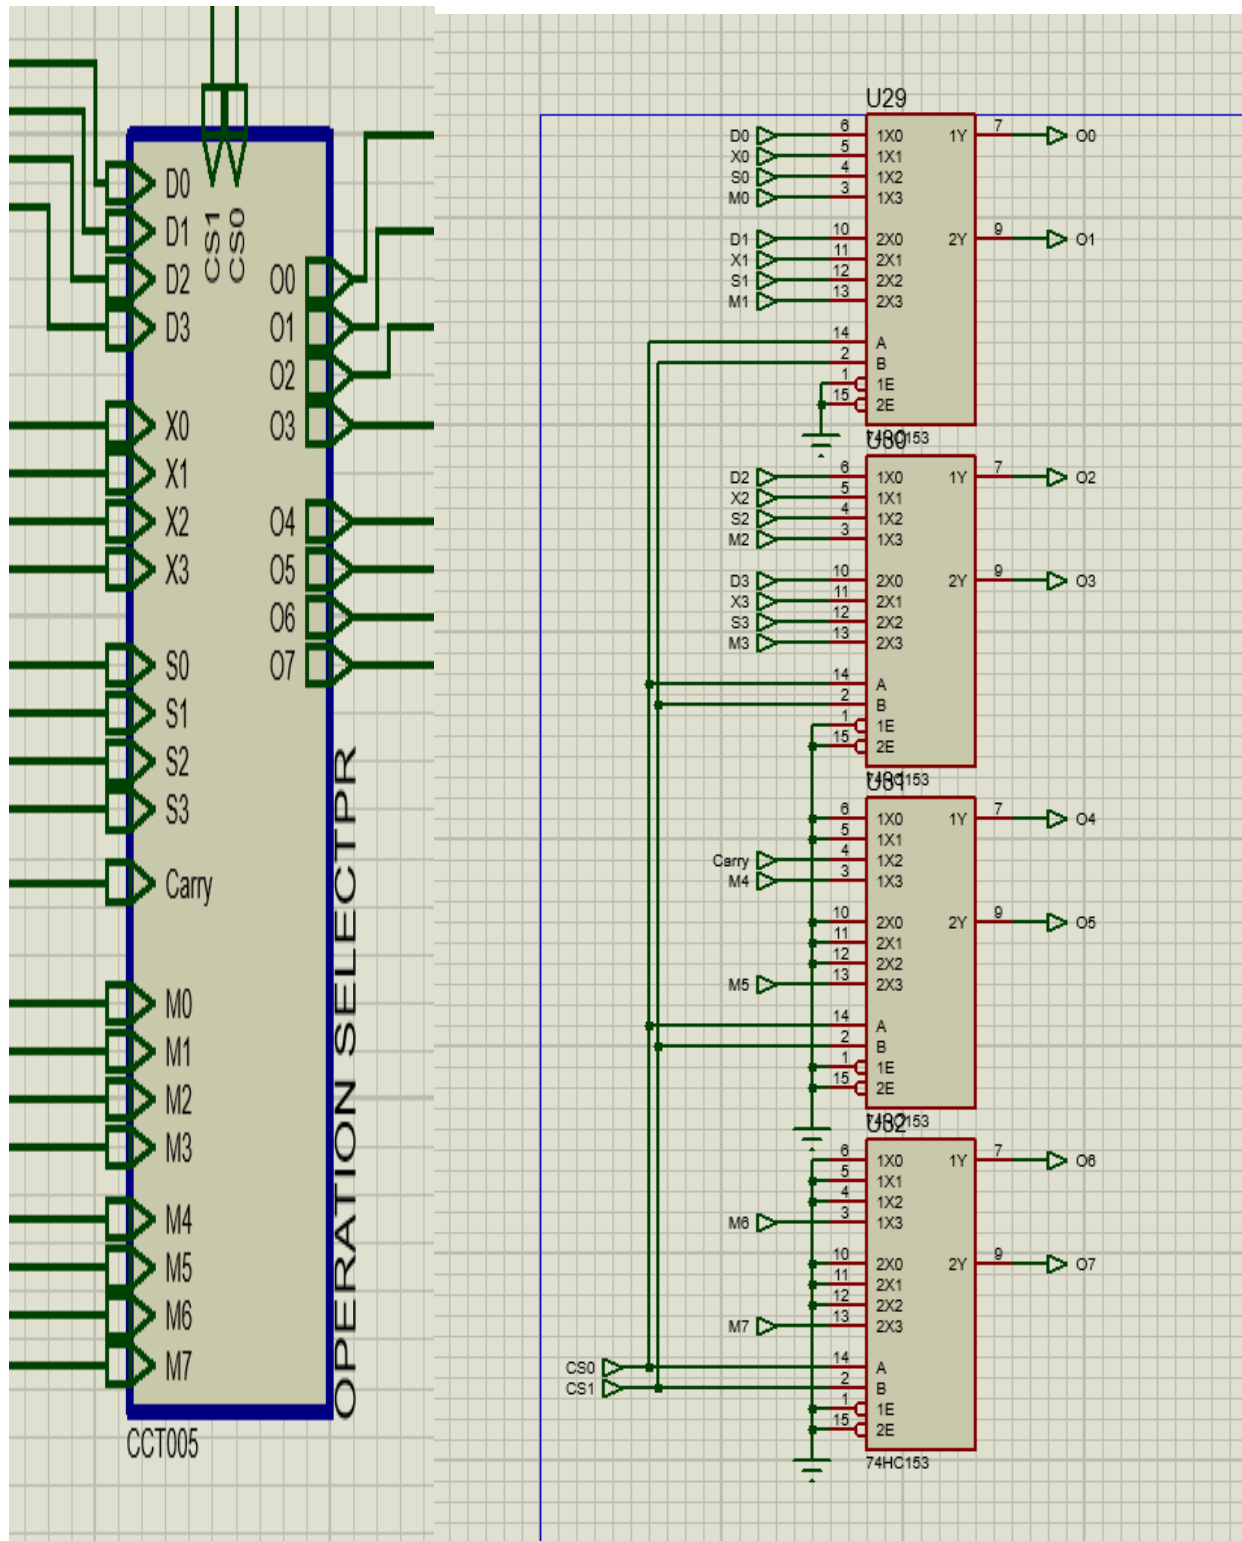 CS1
CS0
D0
D1
D2
D3
X0
X1
X2
X3
S0
S1
S2
S3
Carry
M0
M1
M2
M3
M4
M5
M6
M7
O0
O1
O2
O3
O4
O5
O6
O7
OPERATION SELECTPR
CCT005
U29
D0 6 1X0 1Y 7 O0
X0 5 1X1
S0 4 1X2
M0 3 1X3
D1 10 2X0 2Y 9 O1
X1 11 2X1
S1 12 2X2
M1 13 2X3
14 A
2 B
1 1E
15 2E
74HC153
U30
D2 6 1X0 1Y 7 O2
X2 5 1X1
S2 4 1X2
M2 3 1X3
D3 10 2X0 2Y 9 O3
X3 11 2X1
S3 12 2X2
M3 13 2X3
14 A
2 B
1 1E
15 2E
74HC153
U31
6 1X0 1Y 7 O4
5 1X1
Carry 4 1X2
M4 3 1X3
10 2X0 2Y 9 O5
11 2X1
12 2X2
M5 13 2X3
14 A
2 B
1 1E
15 2E
74HC153
U32
6 1X0 1Y 7 O6
5 1X1
4 1X2
M6 3 1X3
10 2X0 2Y 9 O7
11 2X1
12 2X2
M7 13 2X3
CS0 14 A
CS1 2 B
1 1E
15 2E
74HC153